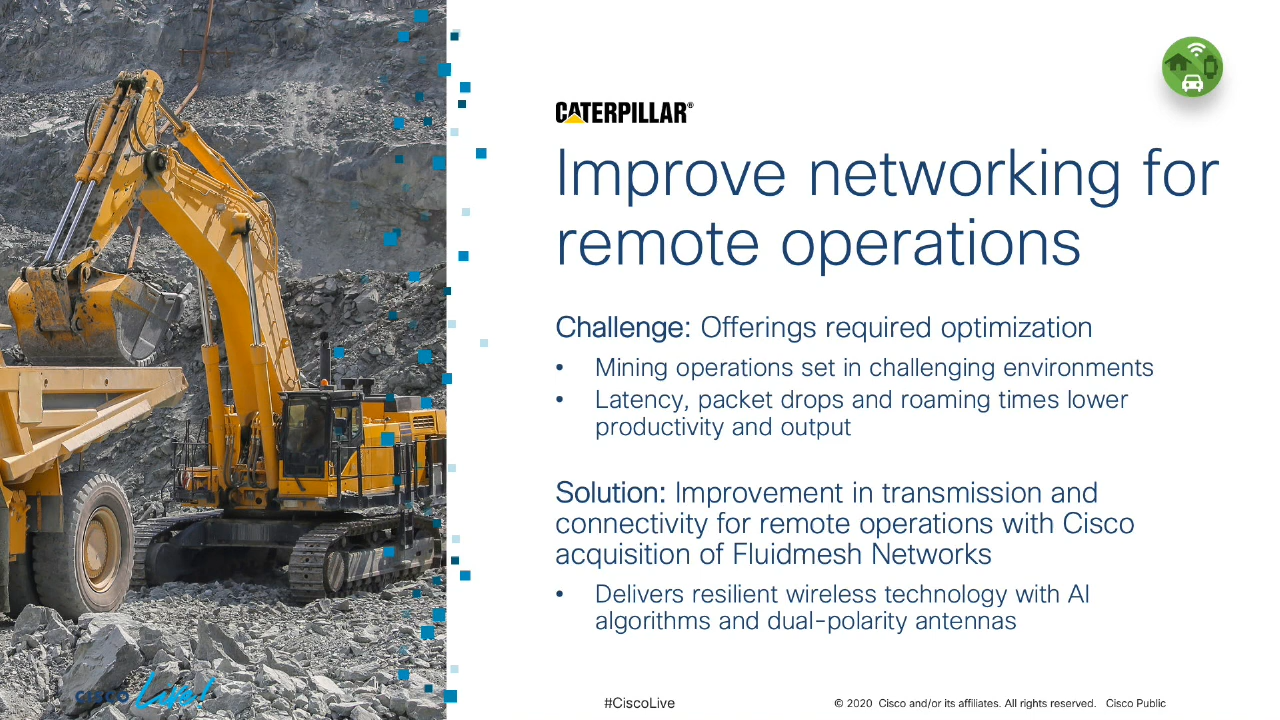 CATERPILLAR®
Improve networking for
remote operations
Challenge: Offerings required optimization
• Mining operations set in challenging environments
• Latency, packet drops and roaming times lower
productivity and output
Solution: Improvement in transmission and
connectivity for remote operations with Cisco
acquisition of Fluidmesh Networks
• Delivers resilient wireless technology with AI
algorithms and dual-polarity antennas
CISCO Live!
#CiscoLive
© 2020 Cisco and/or its affiliates. All rights reserved. Cisco Public